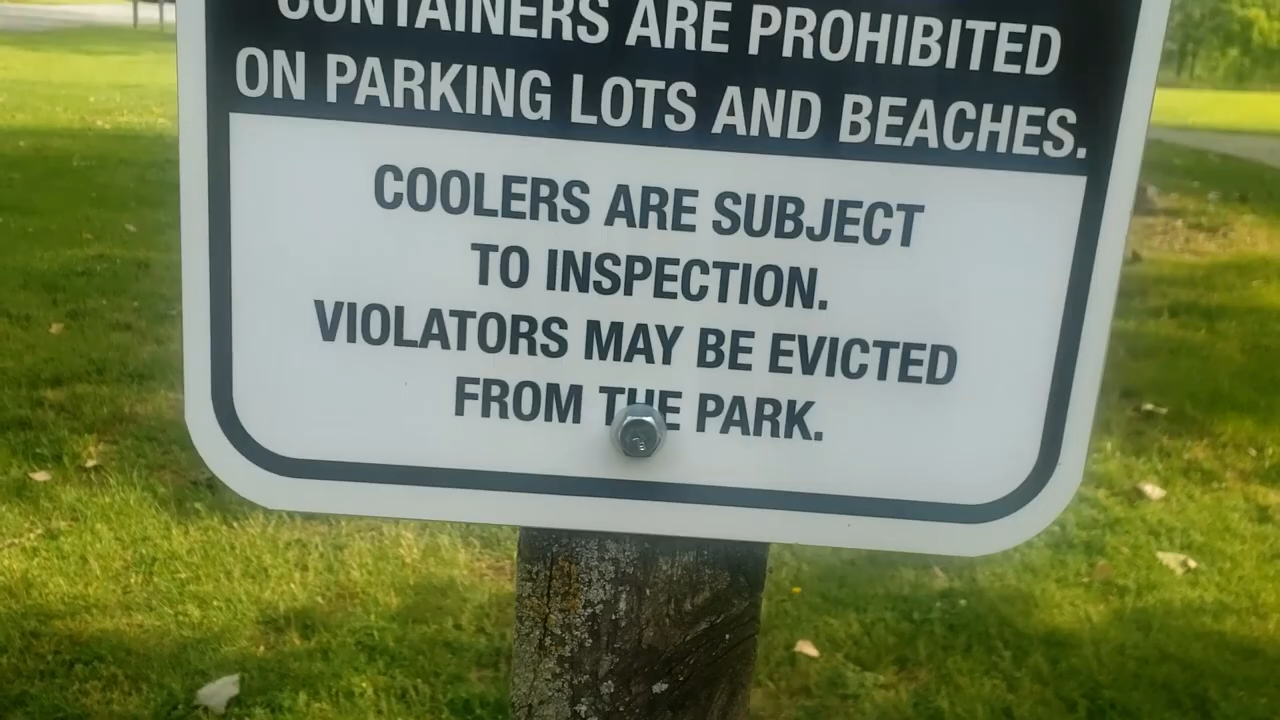 CONTAINERS ARE PROHIBITED
ON PARKING LOTS AND BEACHES.
COOLERS ARE SUBJECT
TO INSPECTION.
VIOLATORS MAY BE EVICTED
FROM THE PARK.